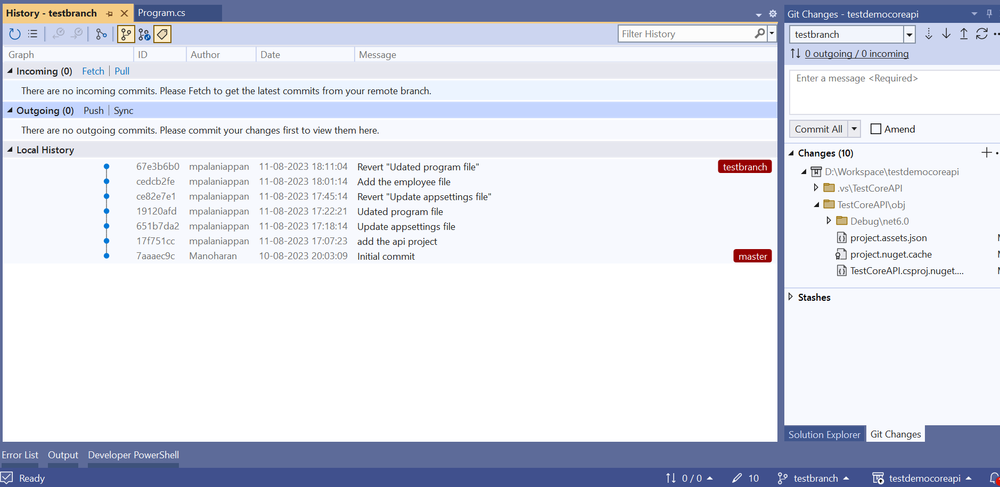 History - testbranch
Program.cs
Filter History
Graph ID Author Date Message
Incoming (0) Fetch Pull
There are no incoming commits. Please Fetch to get the latest commits from your remote branch.
Outgoing (0) Push Sync
There are no outgoing commits. Please commit your changes first to view them here.
Local History
67e3b6b0 mpalaniappan 11-08-2023 18:11:04 Revert "Udated program file" testbranch
cedcb2fe mpalaniappan 11-08-2023 18:01:14 Add the employee file
ce82e7e1 mpalaniappan 11-08-2023 17:45:14 Revert "Update appsettings file"
19120afd mpalaniappan 11-08-2023 17:22:21 Udated program file
651b7da2 mpalaniappan 11-08-2023 17:18:14 Update appsettings file
17f751cc mpalaniappan 11-08-2023 17:07:23 add the api project
7aaaec9c Manoharan 10-08-2023 20:03:09 Initial commit master
Git Changes - testdemocoreapi
testbranch
0 outgoing / 0 incoming
Enter a message <Required>
Commit All Amend
Changes (10)
D:\Workspace\testdemocoreapi
.vs\TestCoreAPI
TestCoreAPI\obj
Debug\net6.0
project.assets.json
project.nuget.cache
TestCoreAPI.csproj.nuget....
Stashes
Solution Explorer Git Changes
Error List Output Developer PowerShell
Ready 0 / 0 10 testbranch testdemocoreapi